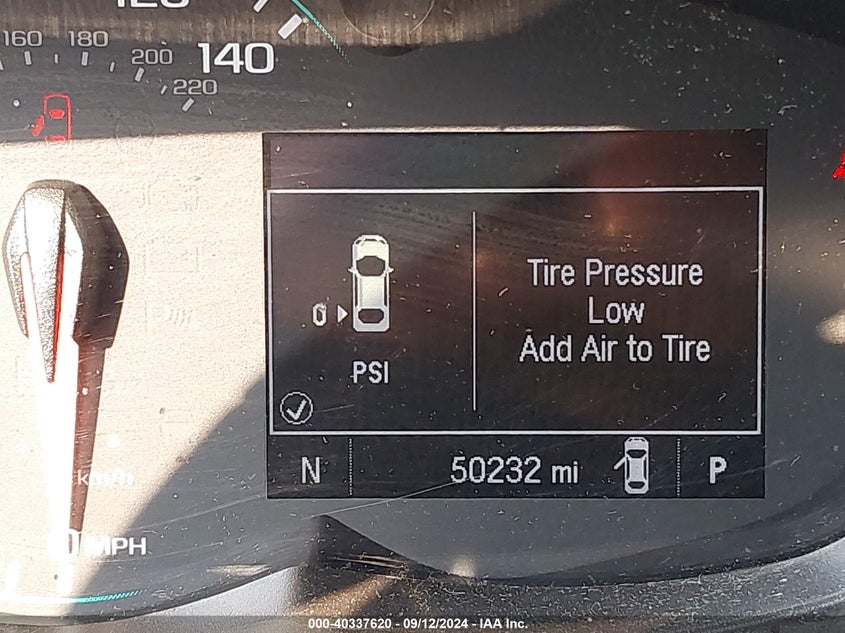 160 180
200 140
220
Tire Pressure
Low
0
Add Air to Tire
PSI
km/h
N 50232 mi P
0 MPH
000-40337620 - 09/12/2024 - IAA Inc.